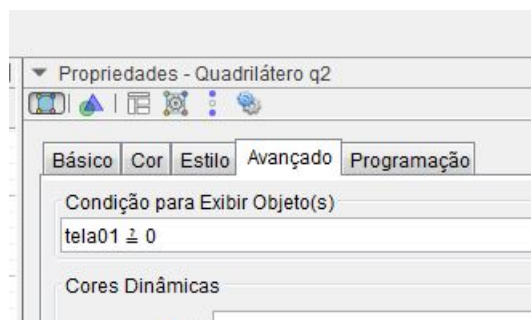 Propriedades - Quadrilátero q2
Básico Cor Estilo Avançado Programação
Condição para Exibir Objeto(s)
tela01 ≟ 0
Cores Dinâmicas